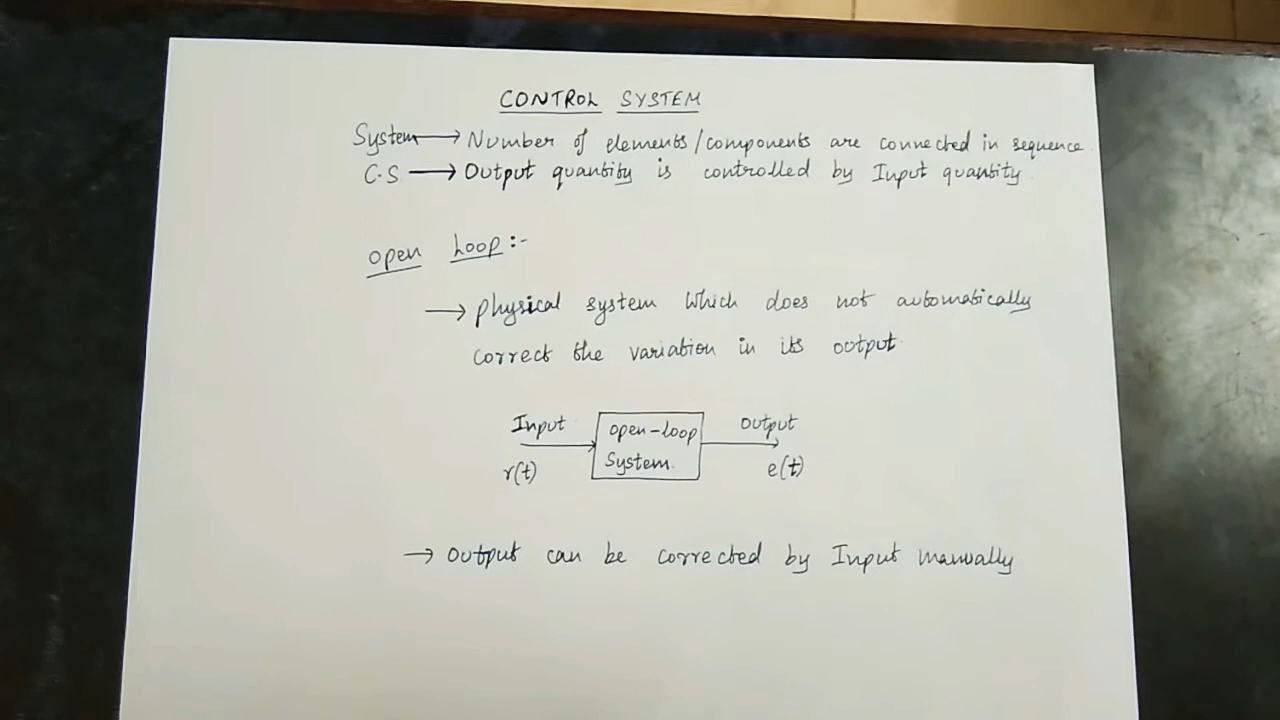 CONTROL SYSTEM
System → Number of elements/components are connected in sequence
C.S → Output quantity is controlled by Input quantity
open loop:-
→ physical system which does not automatically
correct the variation in its output
Input
open-loop
System.
Output
r(t)
e(t)
→ output can be corrected by Input manually